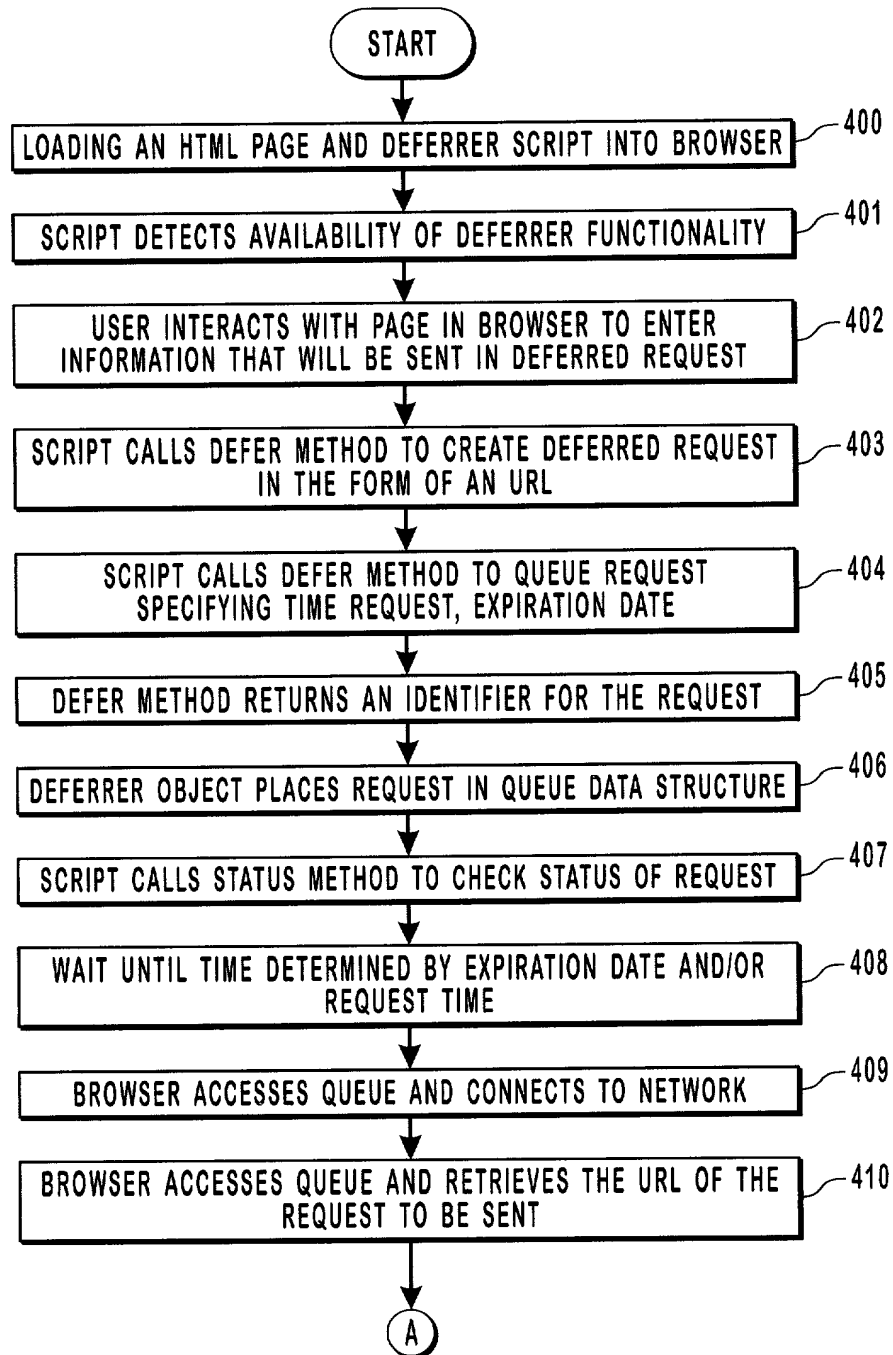 START
LOADING AN HTML PAGE AND DEFERRER SCRIPT INTO BROWSER
400
SCRIPT DETECTS AVAILABILITY OF DEFERRER FUNCTIONALITY
401
USER INTERACTS WITH PAGE IN BROWSER TO ENTER
INFORMATION THAT WILL BE SENT IN DEFERRED REQUEST
402
SCRIPT CALLS DEFER METHOD TO CREATE DEFERRED REQUEST
IN THE FORM OF AN URL
403
SCRIPT CALLS DEFER METHOD TO QUEUE REQUEST
SPECIFYING TIME REQUEST, EXPIRATION DATE
404
DEFER METHOD RETURNS AN IDENTIFIER FOR THE REQUEST
405
DEFERRER OBJECT PLACES REQUEST IN QUEUE DATA STRUCTURE
406
SCRIPT CALLS STATUS METHOD TO CHECK STATUS OF REQUEST
407
WAIT UNTIL TIME DETERMINED BY EXPIRATION DATE AND/OR
REQUEST TIME
408
BROWSER ACCESSES QUEUE AND CONNECTS TO NETWORK
409
BROWSER ACCESSES QUEUE AND RETRIEVES THE URL OF THE
REQUEST TO BE SENT
410
A